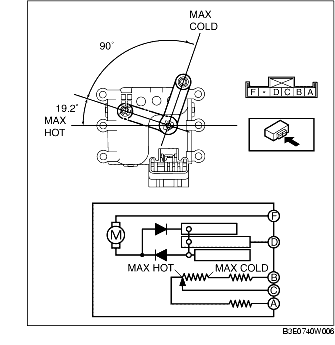 MAX
COLD
90°
19.2°
MAX
HOT
F * D C B A
F
M
D
MAX HOT
MAX COLD
B
C
A
B3E0740W006